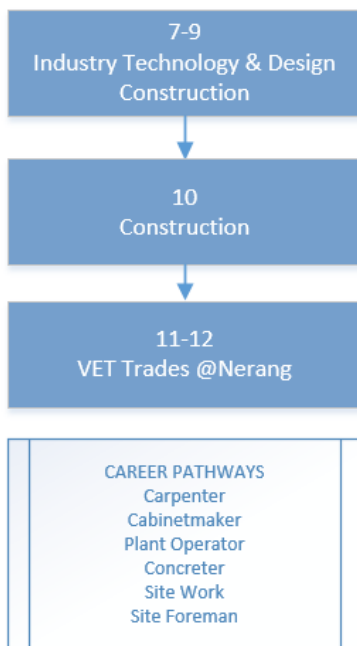 7-9
Industry Technology & Design
Construction
10
Construction
11-12
VET Trades @Nerang
CAREER PATHWAYS
Carpenter
Cabinetmaker
Plant Operator
Concreter
Site Work
Site Foreman